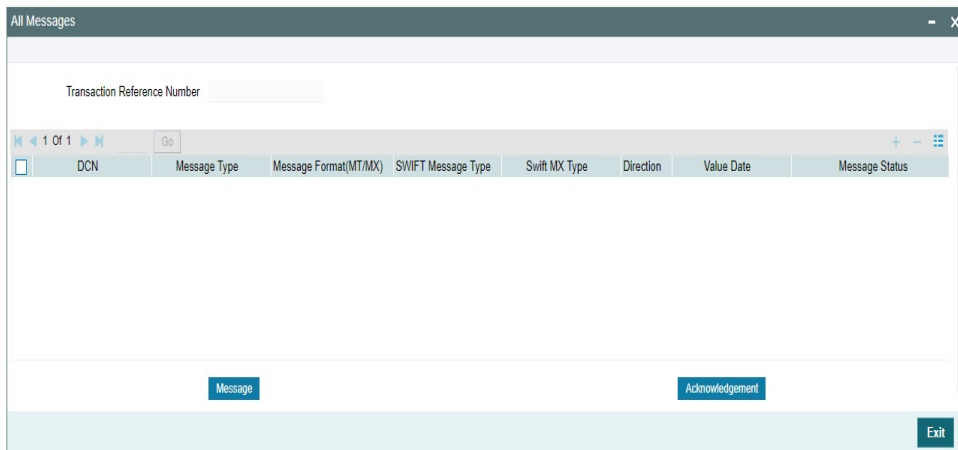 All Messages
Transaction Reference Number
1 Of 1 Go
DCN Message Type Message Format(MT/MX) SWIFT Message Type Swift MX Type Direction Value Date Message Status
Message Acknowledgement
Exit